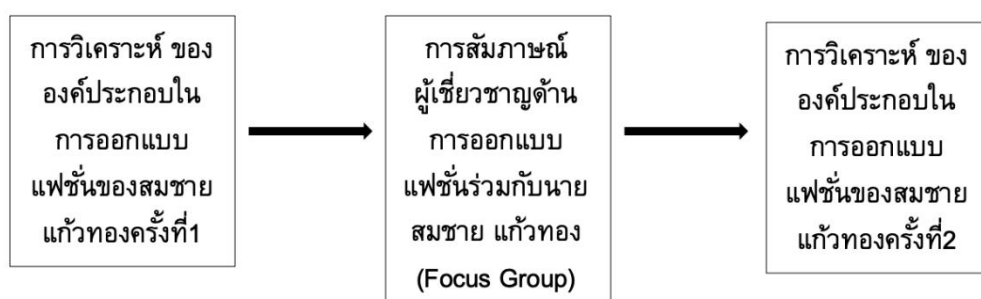 การวิเคราะห์ ของ
องค์ประกอบใน
การออกแบบ
แฟชั่นของสมชาย
แก้วทองครั้งที่1
การสัมภาษณ์
ผู้เชี่ยวชาญด้าน
การออกแบบ
แฟชั่นร่วมกับนาย
สมชาย แก้วทอง
(Focus Group)
การวิเคราะห์ ของ
องค์ประกอบใน
การออกแบบ
แฟชั่นของสมชาย
แก้วทองครั้งที่2